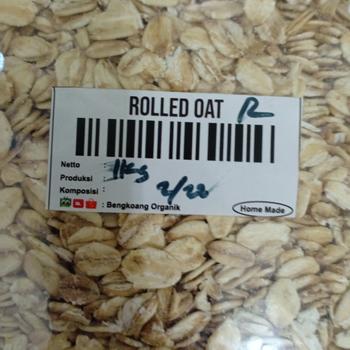 ROLLED OAT R
Netto : 1kg
Produksi :
Komposisi : 2/22
: Bengkoang Organik
Home Made